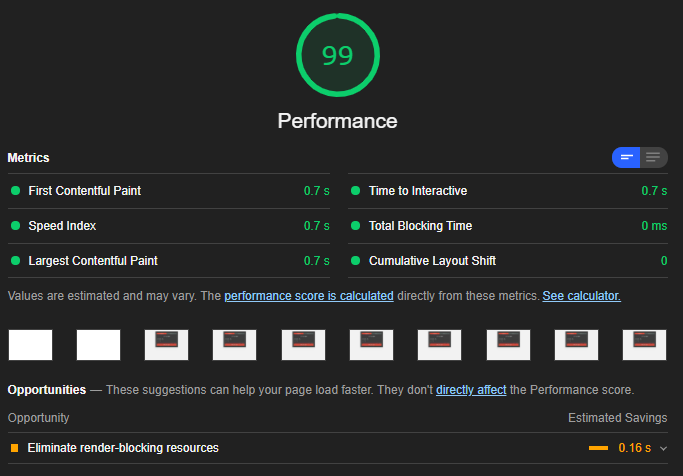 99
Performance
Metrics
First Contentful Paint 0.7 s
Time to Interactive 0.7 s
Speed Index 0.7 s
Total Blocking Time 0 ms
Largest Contentful Paint 0.7 s
Cumulative Layout Shift 0
Values are estimated and may vary. The performance score is calculated directly from these metrics. See calculator.
Opportunities — These suggestions can help your page load faster. They don't directly affect the Performance score.
Opportunity Estimated Savings
Eliminate render-blocking resources 0.16 s